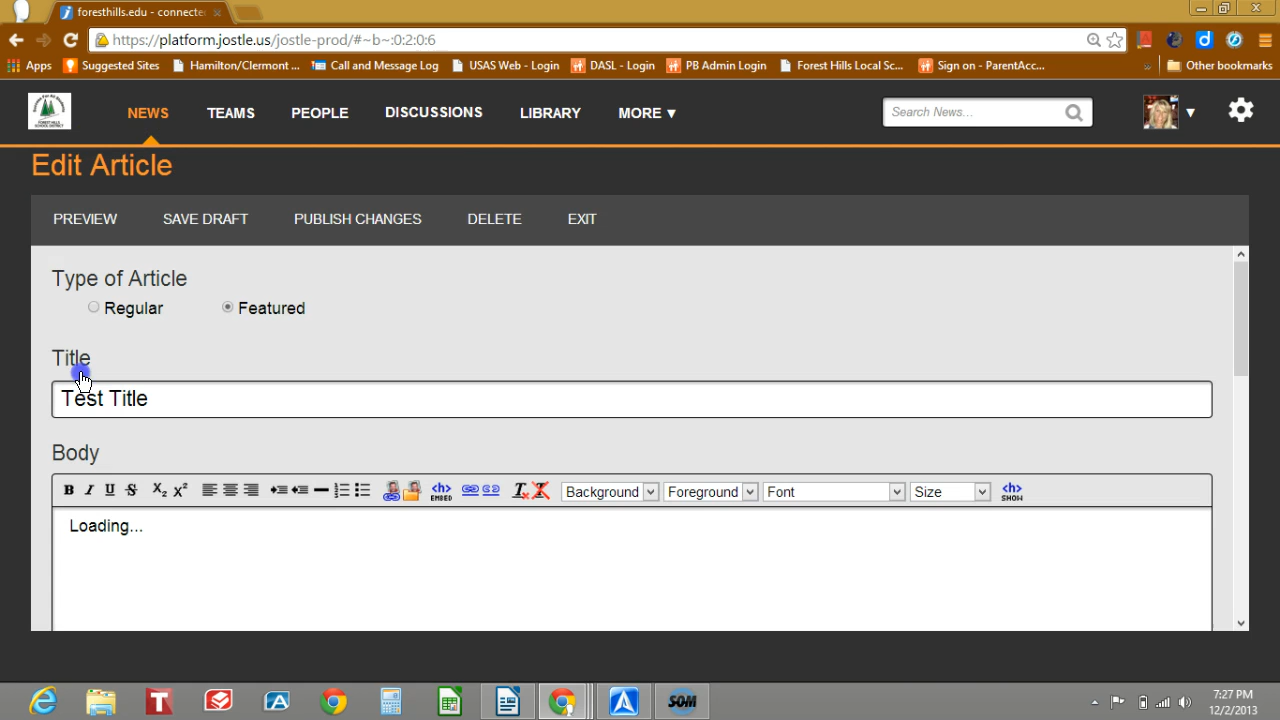 foresthills.edu - connecte
https://platform.jostle.us/jostle-prod/#~b~:0:2:0:6
Apps Suggested Sites Hamilton/Clermont ... Call and Message Log USAS Web - Login DASL - Login PB Admin Login Forest Hills Local Sc... Sign on - ParentAcc... » Other bookmarks
NEWS TEAMS PEOPLE DISCUSSIONS LIBRARY MORE ▼ Search News...
Edit Article
PREVIEW SAVE DRAFT PUBLISH CHANGES DELETE EXIT
Type of Article
Regular Featured
Title
Test Title
Body
B I U S X2 X2 <h> EMBED Background Foreground Font Size <h> SHOW
Loading...
SOM
7:27 PM
12/2/2013